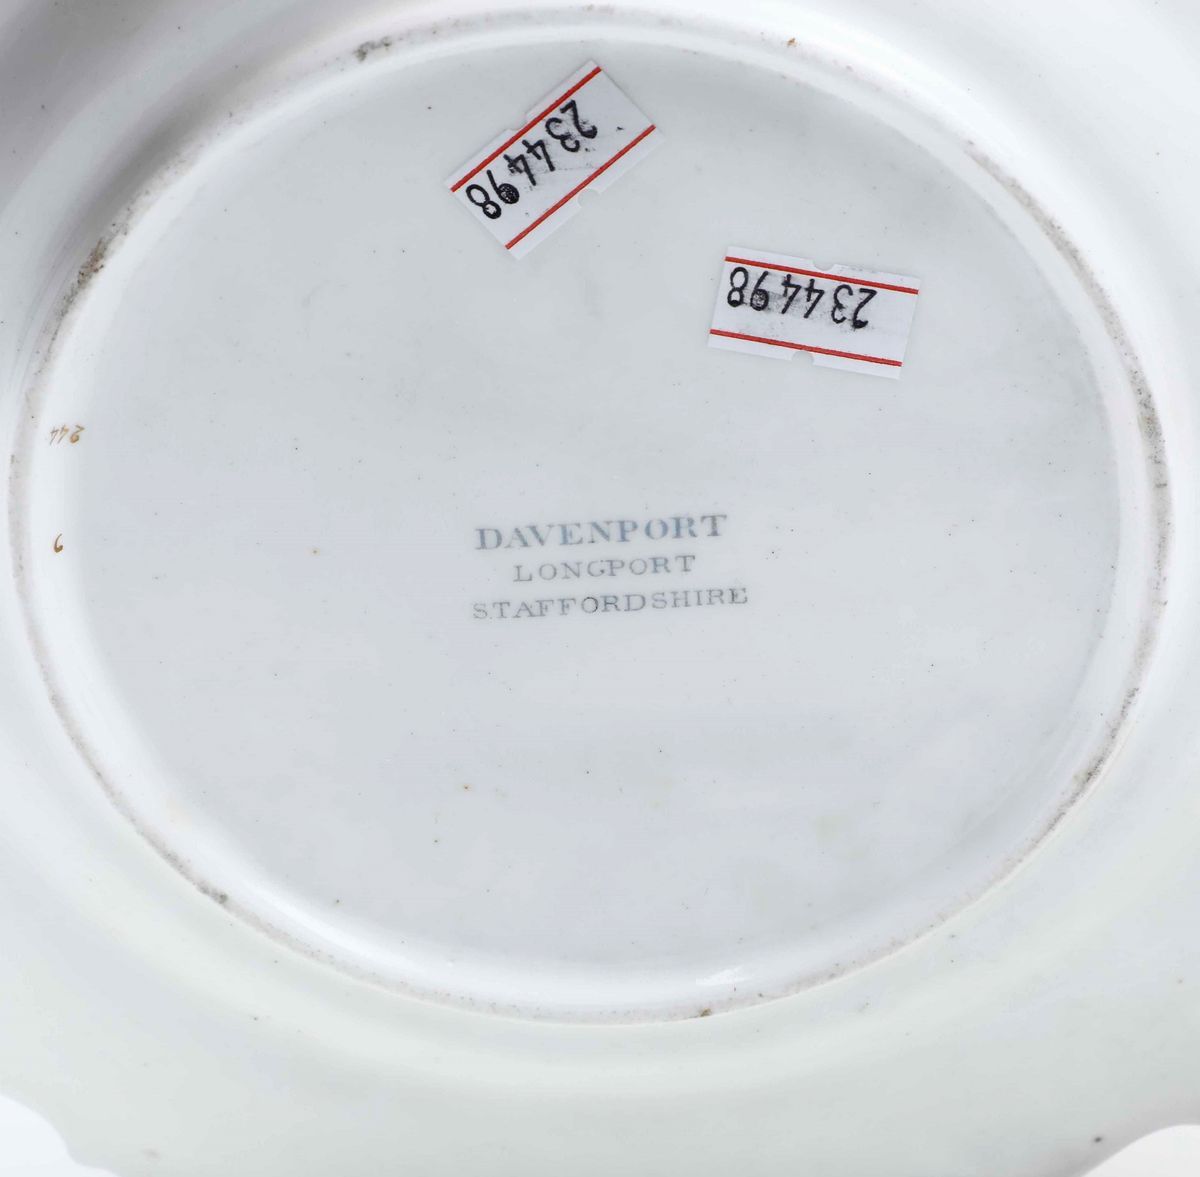 234498
234498
244
DAVENPORT
LONGPORT
STAFFORDSHIRE